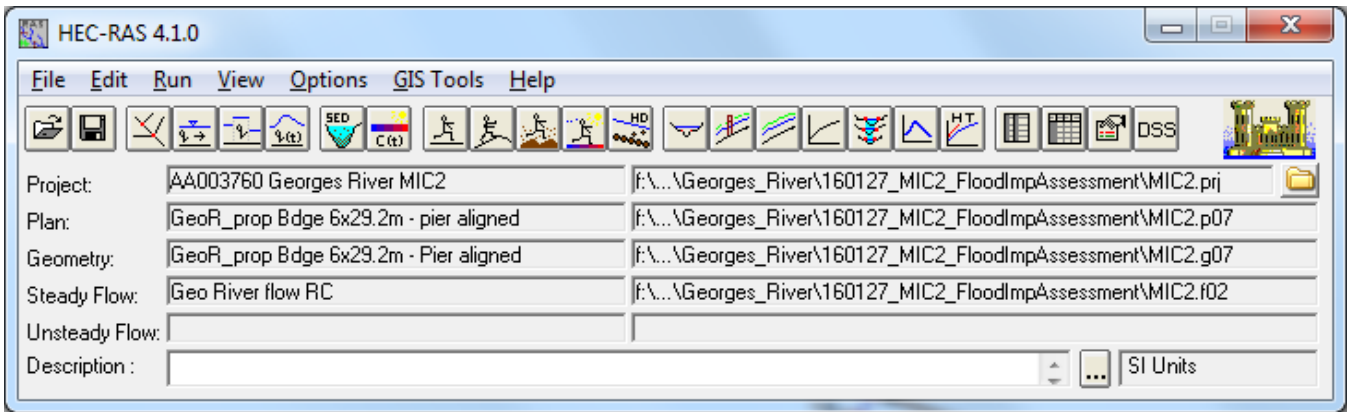 HEC-RAS 4.1.0
File Edit Run View Options GIS Tools Help
SED C(t) HD HT DSS
Project: AA003760 Georges River MIC2 f:\...\Georges_River\160127_MIC2_FloodImpAssessment\MIC2.prj
Plan: GeoR_prop Bdge 6x29.2m - pier aligned f:\...\Georges_River\160127_MIC2_FloodImpAssessment\MIC2.p07
Geometry: GeoR_prop Bdge 6x29.2m - Pier aligned f:\...\Georges_River\160127_MIC2_FloodImpAssessment\MIC2.g07
Steady Flow: Geo River flow RC f:\...\Georges_River\160127_MIC2_FloodImpAssessment\MIC2.f02
Unsteady Flow:
Description : ... SI Units